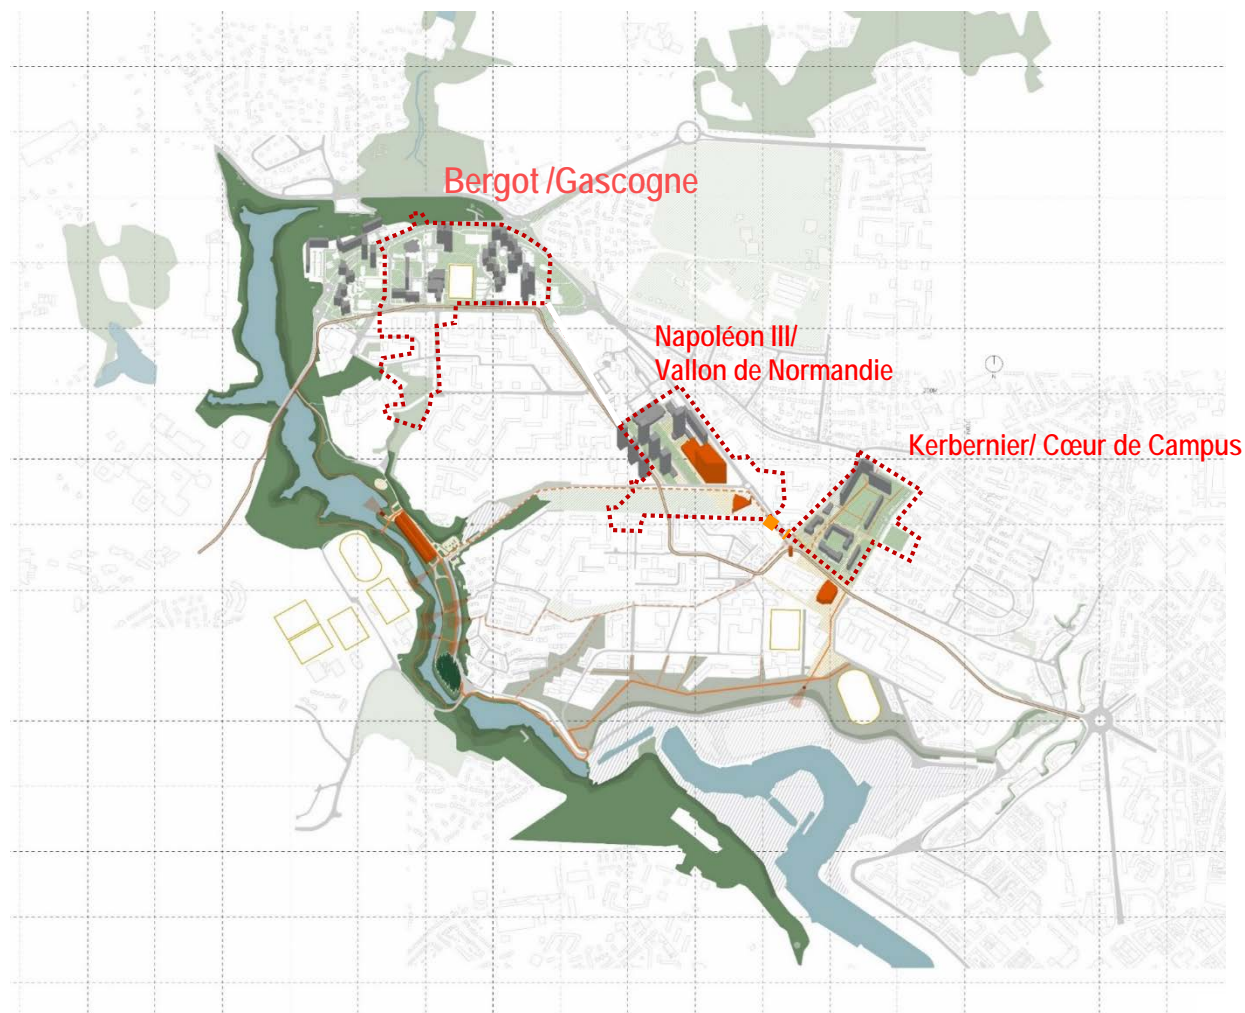 Bergot /Gascogne
Napoléon III/
Vallon de Normandie
Kerbernier/ Cœur de Campus